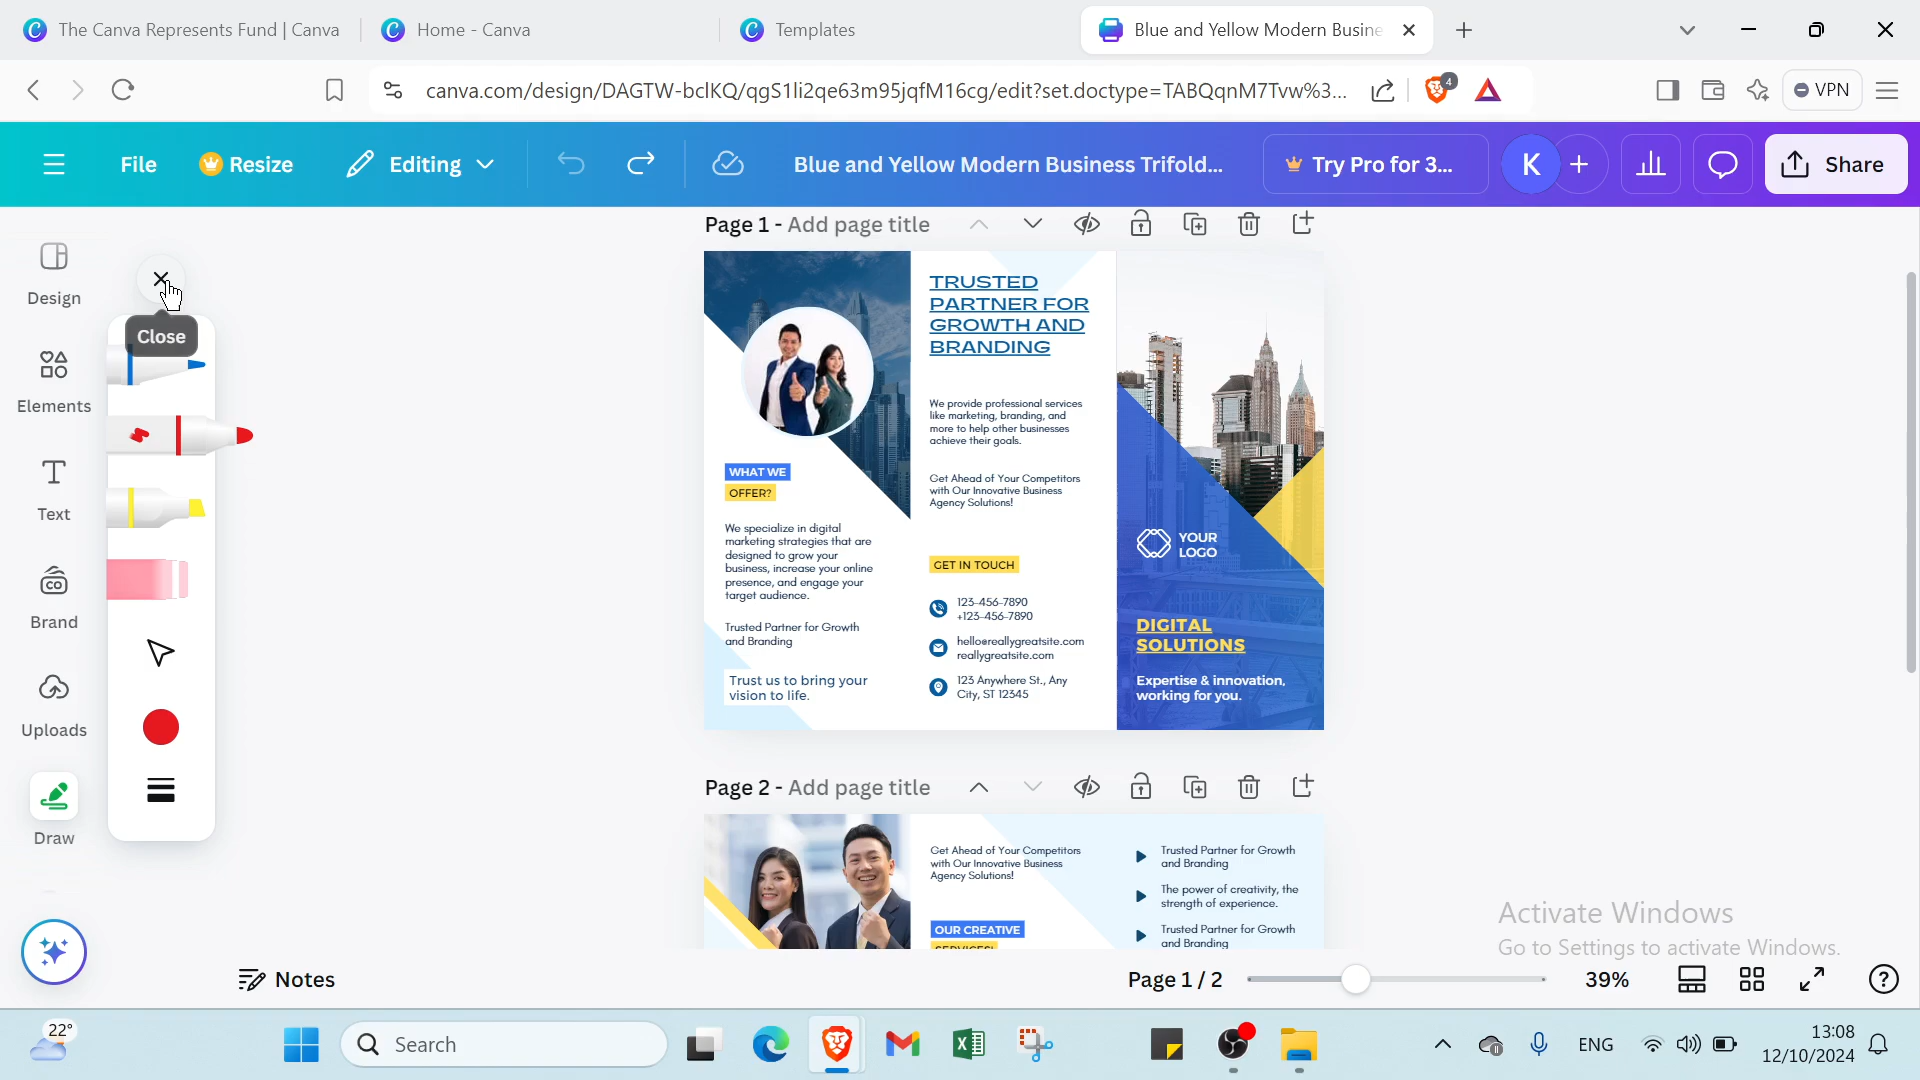 The Canva Represents Fund | Canva
Home - Canva
Templates
Blue and Yellow Modern Busine
canva.com/design/DAGTW-bclKQ/qgS1li2qe63m95jqfM16cg/edit?set.doctype=TABQqnM7Tvw%3...
4
VPN
File
Resize
Editing
Blue and Yellow Modern Business Trifold...
Try Pro for 3...
K
Share
Page 1 - Add page title
Design
Elements
Text
Brand
Uploads
Draw
Close
TRUSTED
PARTNER FOR
GROWTH AND
BRANDING
We provide professional services
like marketing, branding, and
more to help other businesses
achieve their goals.
Get Ahead of Your Competitors
with Our Innovative Business
Agency Solutions!
WHAT WE
OFFER?
We specialize in digital
marketing strategies that are
designed to grow your
business, increase your online
presence, and engage your
target audience.
Trusted Partner for Growth
and Branding
Trust us to bring your
vision to life.
GET IN TOUCH
123-456-7890
+123-456-7890
hello@reallygreatsite.com
reallygreatsite.com
123 Anywhere St., Any
City, ST 12345
YOUR
LOGO
DIGITAL
SOLUTIONS
Expertise & innovation,
working for you.
Page 2 - Add page title
Get Ahead of Your Competitors
with Our Innovative Business
Agency Solutions!
OUR CREATIVE
SERVICES!
Trusted Partner for Growth
and Branding
The power of creativity, the
strength of experience.
Trusted Partner for Growth
and Branding
Activate Windows
Go to Settings to activate Windows.
Notes
Page 1 / 2
39%
22°
Search
ENG
13:08
12/10/2024